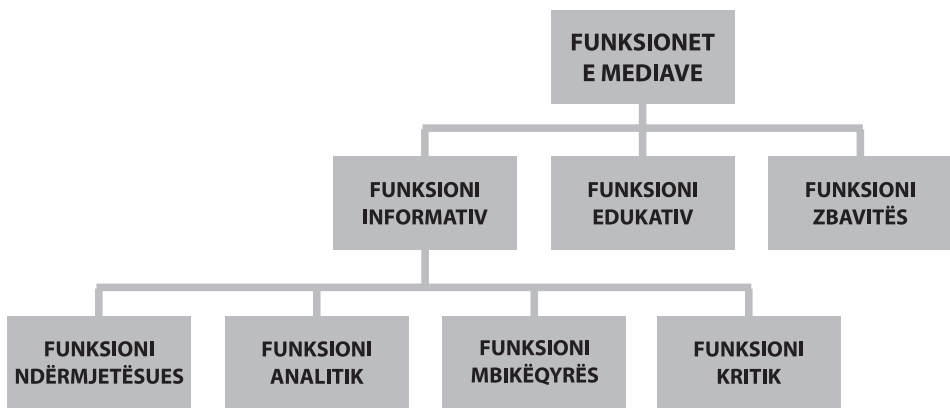 FUNKSIONET
E MEDIAVE
FUNKSIONI
INFORMATIV
FUNKSIONI
EDUKATIV
FUNKSIONI
ZBAVITËS
FUNKSIONI
NDËRMJETËSUES
FUNKSIONI
ANALITIK
FUNKSIONI
MBIKËQYRËS
FUNKSIONI
KRITIK